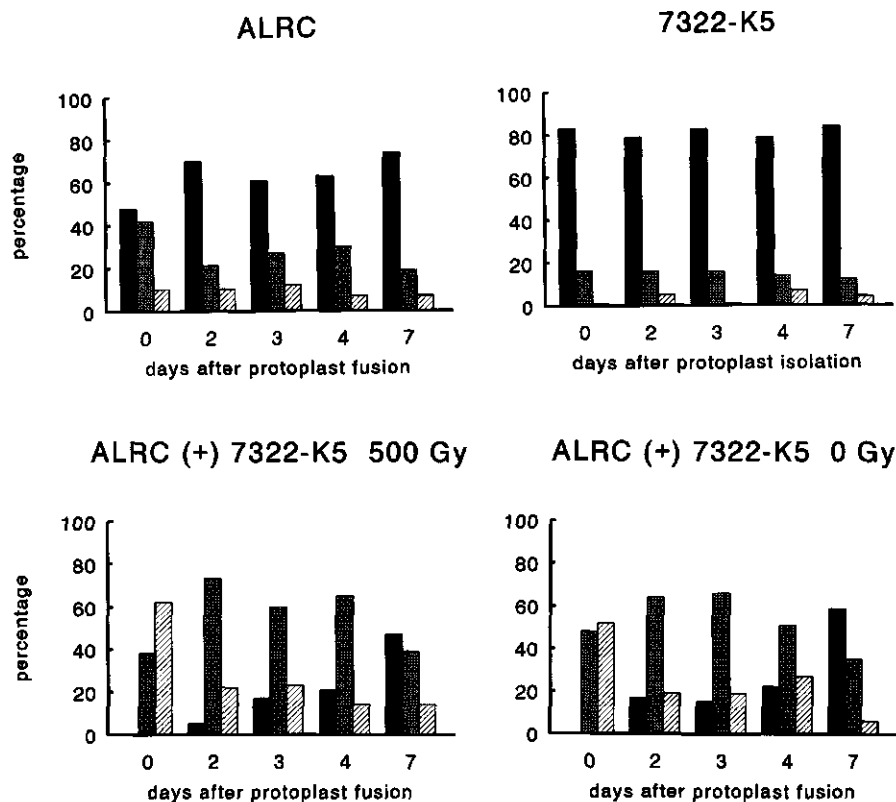 ALRC
percentage
100
80
60
40
20
0
0 2 3 4 7
days after protoplast fusion
7322-K5
100
80
60
40
20
0
0 2 3 4 7
days after protoplast isolation
ALRC (+) 7322-K5 500 Gy
percentage
100
80
60
40
20
0
0 2 3 4 7
days after protoplast fusion
ALRC (+) 7322-K5 0 Gy
100
80
60
40
20
0
0 2 3 4 7
days after protoplast fusion